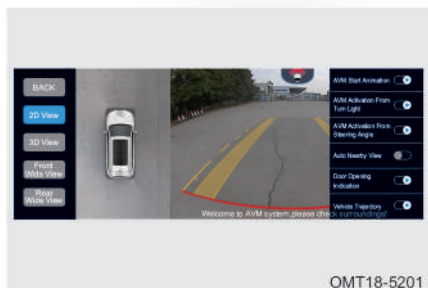 BACK
2D View
3D View
Front
Wide View
Rear
Wide View
AVM Start Animation
AVM Activation From
Turn Light
AVM Activation From
Steering Angle
Auto Nearby View
Door Opening
Indication
Vehicle Trajectory
Welcome to AVM system,please check surroundings!
OMT18-5201